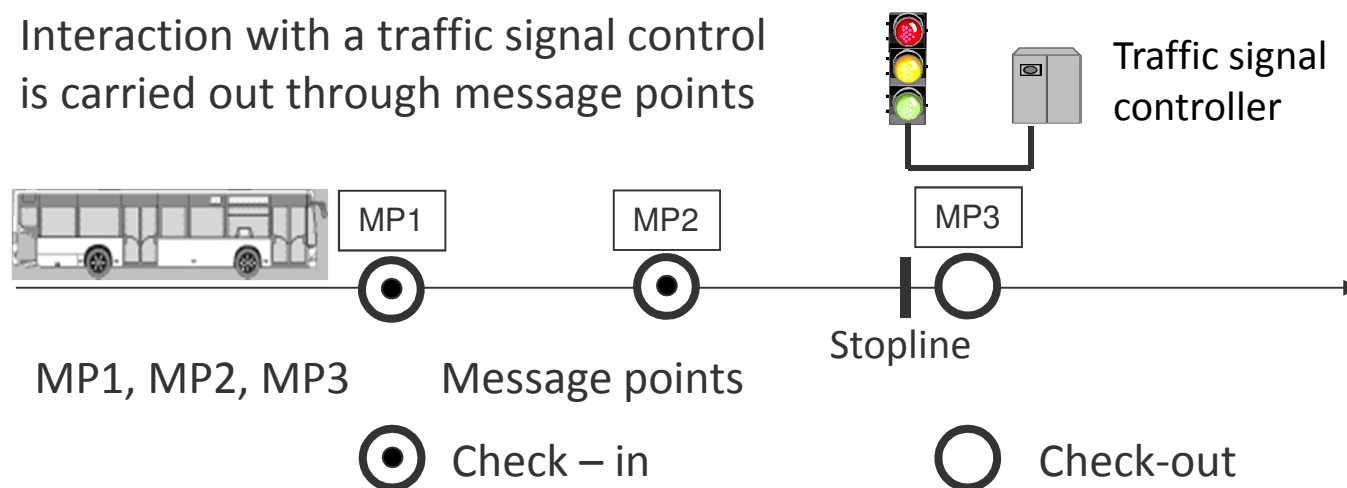 Interaction with a traffic signal control
is carried out through message points
Traffic signal
controller
MP1
MP2
MP3
Stopline
MP1, MP2, MP3 Message points
Check – in
Check-out